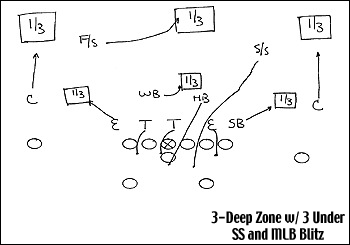 1/3 1/3 1/3
F/S S/S
1/3 1/3 1/3
C WB HB C
E T T E SB
3-Deep Zone w/ 3 Under
SS and MLB Blitz